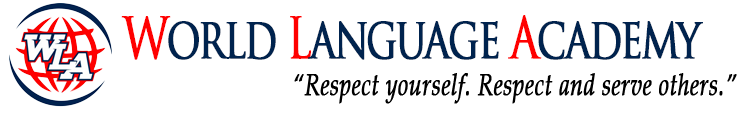 WLA
WORLD LANGUAGE ACADEMY
“Respect yourself. Respect and serve others.”